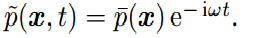 p̃(𝒙, t) = p̄(𝒙) e^{− iωt}.